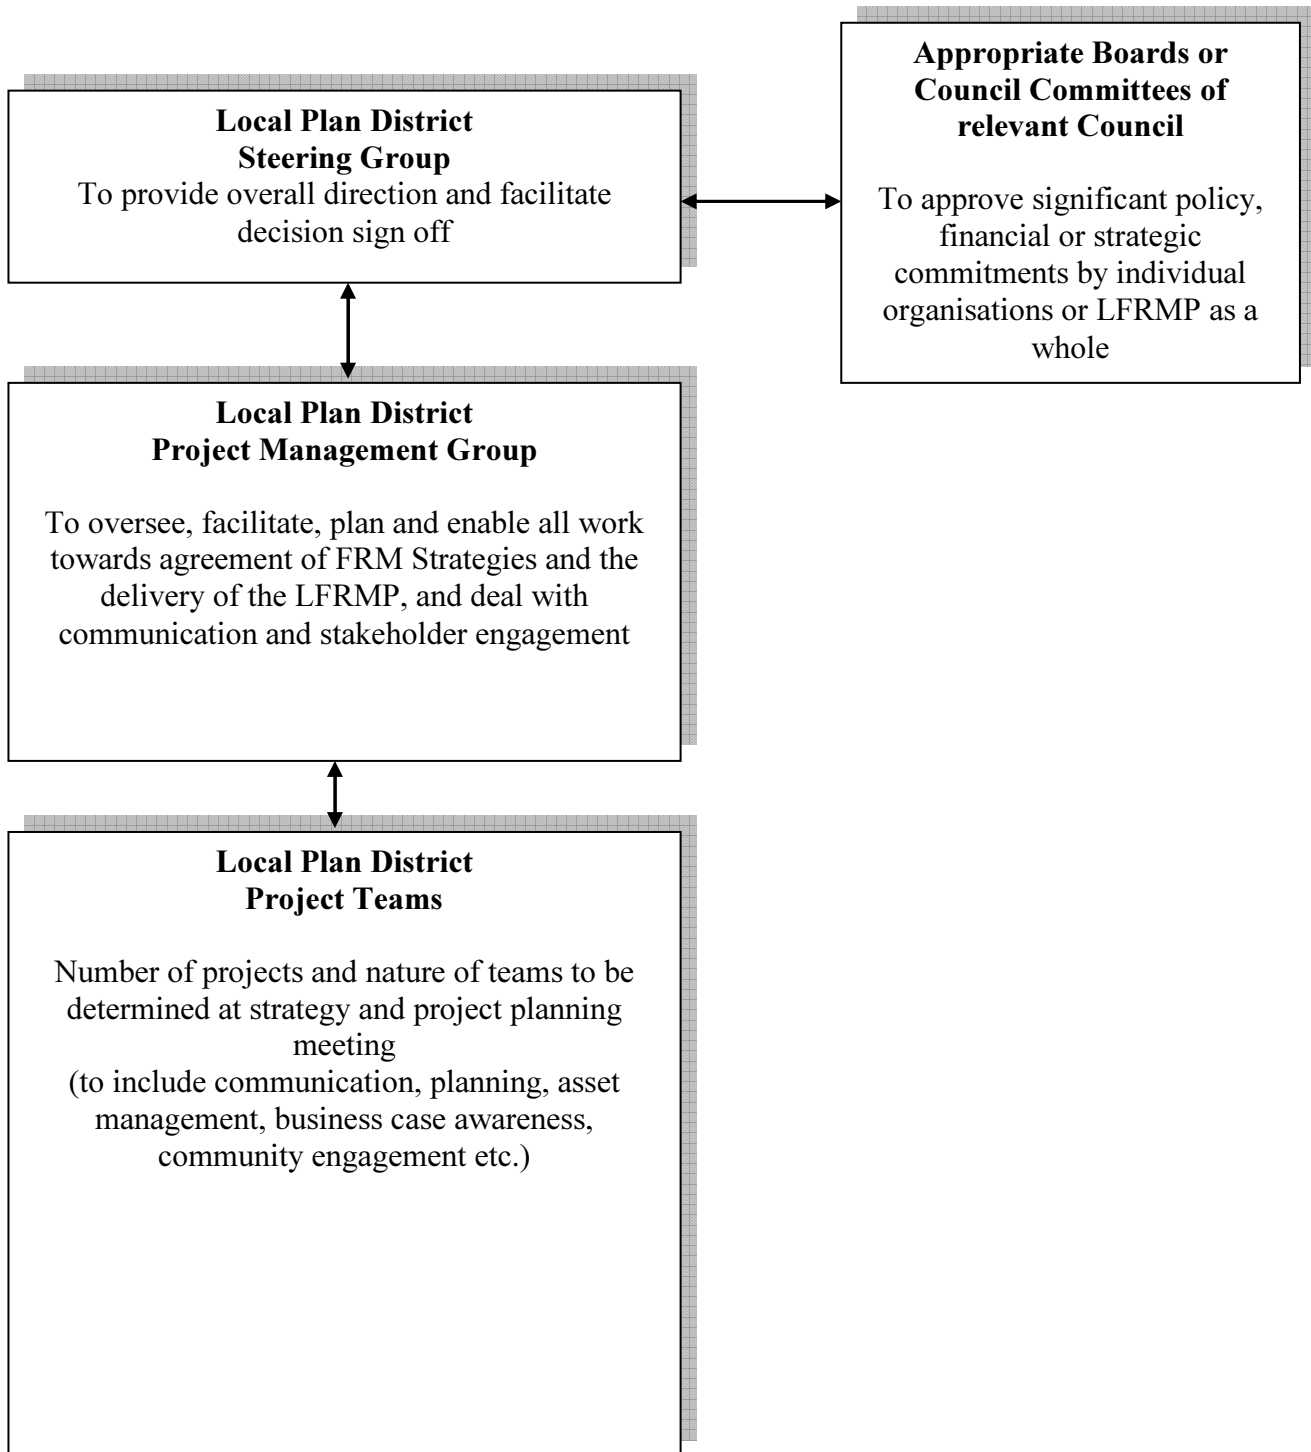 Local Plan District
Steering Group
To provide overall direction and facilitate
decision sign off
Appropriate Boards or
Council Committees of
relevant Council
To approve significant policy,
financial or strategic
commitments by individual
organisations or LFRMP as a
whole
Local Plan District
Project Management Group
To oversee, facilitate, plan and enable all work
towards agreement of FRM Strategies and the
delivery of the LFRMP, and deal with
communication and stakeholder engagement
Local Plan District
Project Teams
Number of projects and nature of teams to be
determined at strategy and project planning
meeting
(to include communication, planning, asset
management, business case awareness,
community engagement etc.)